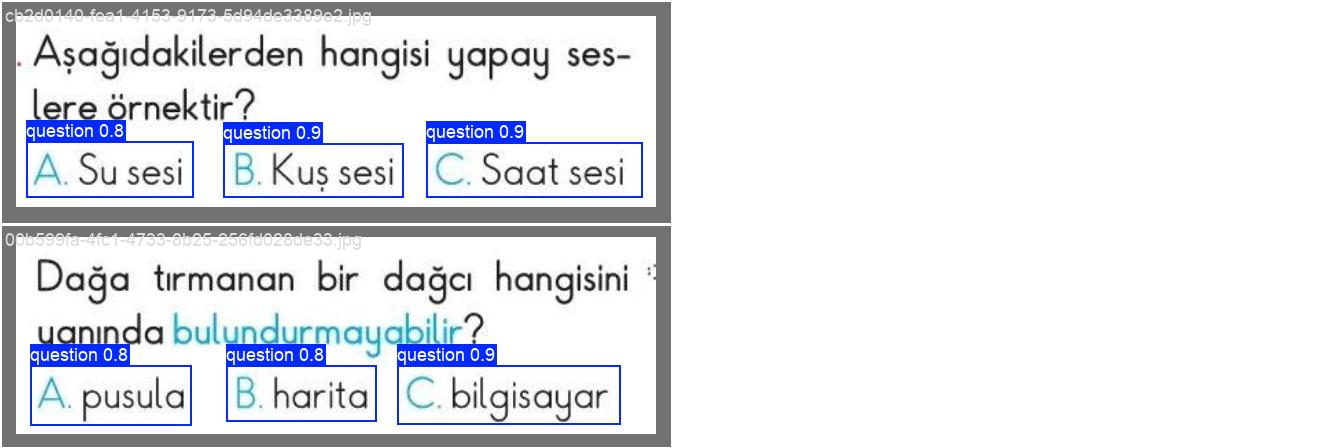 cb2d0140-fea1-4153-9173-5d94de3389e2.jpg
. Aşağıdakilerden hangisi yapay ses-
lere örnektir?
question 0.8 question 0.9 question 0.9
A. Su sesi B. Kuş sesi C. Saat sesi
00b599fa-4fc1-4733-8b25-256fd028de33.jpg
Dağa tırmanan bir dağcı hangisini
yanında bulundurmayabilir?
question 0.8 question 0.8 question 0.9
A. pusula B. harita C. bilgisayar